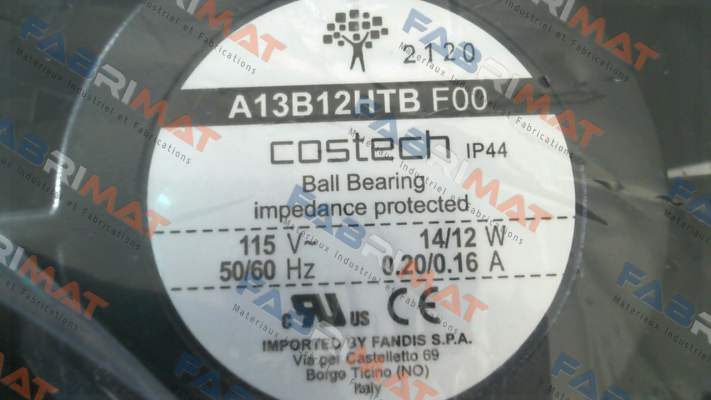 2120
A13B12HTB F00
costech IP44
Ball Bearing
impedance protected
115 V~ 14/12 W
50/60 Hz 0.20/0.16 A
c RU us CE
IMPORTED BY FANDIS S.P.A.
Via per Castelletto 69
Borgo Ticino (NO)
Italy
FABRIMAT
Materiaux Industriel et Fabrications